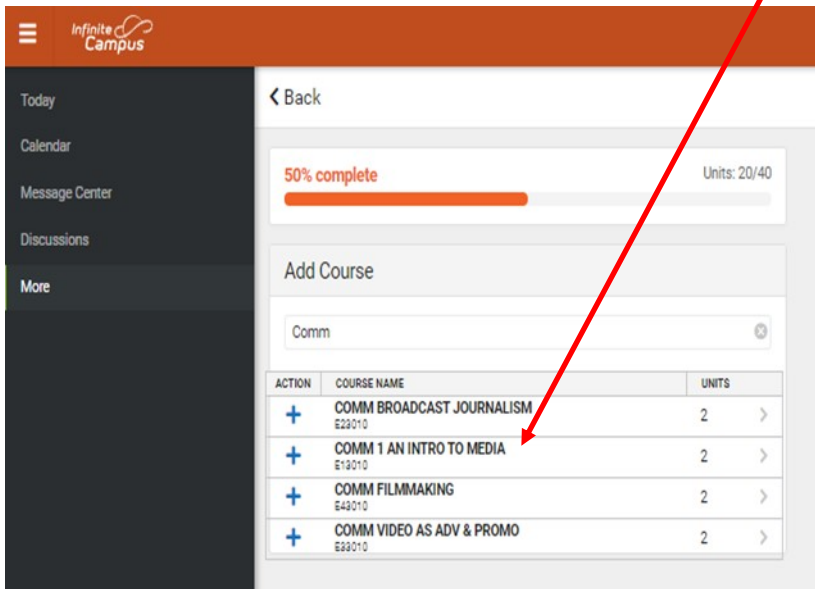 Infinite
Campus
Today
Calendar
Message Center
Discussions
More
Back
50% complete Units: 20/40
Add Course
Comm
ACTION COURSE NAME UNITS
COMM BROADCAST JOURNALISM 2
E23010
COMM 1 AN INTRO TO MEDIA 2
E13010
COMM FILMMAKING 2
E43010
COMM VIDEO AS ADV & PROMO 2
E33010